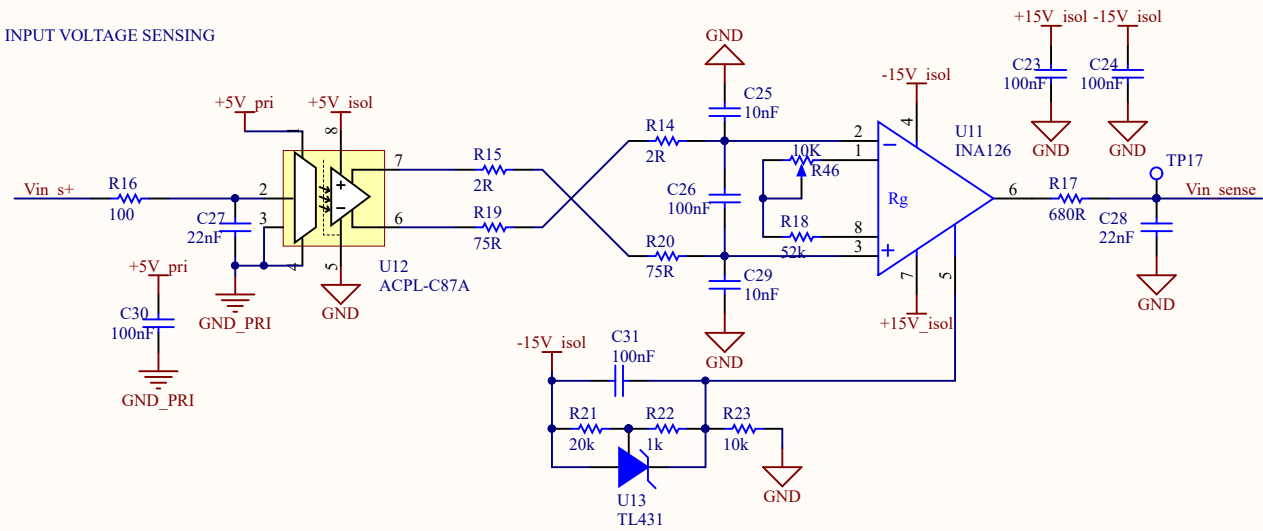 INPUT VOLTAGE SENSING
+15V_isol
-15V_isol
GND
C23
100nF
C24
100nF
GND
GND
-15V_isol
+5V_pri
+5V_isol
C25
10nF
1
8
4
U11
INA126
R14
2R
2
1
10K
R46
R15
2R
7
TP17
Vin_s+
R16
100
2
3
C27
22nF
C26
100nF
Rg
6
R17
680R
Vin_sense
C28
22nF
R19
75R
6
R18
52k
8
3
R20
75R
4
5
U12
ACPL-C87A
GND
+5V_pri
C29
10nF
7
5
GND
GND_PRI
C30
100nF
+15V_isol
GND
GND_PRI
-15V_isol
C31
100nF
R21
20k
R22
1k
R23
10k
GND
U13
TL431